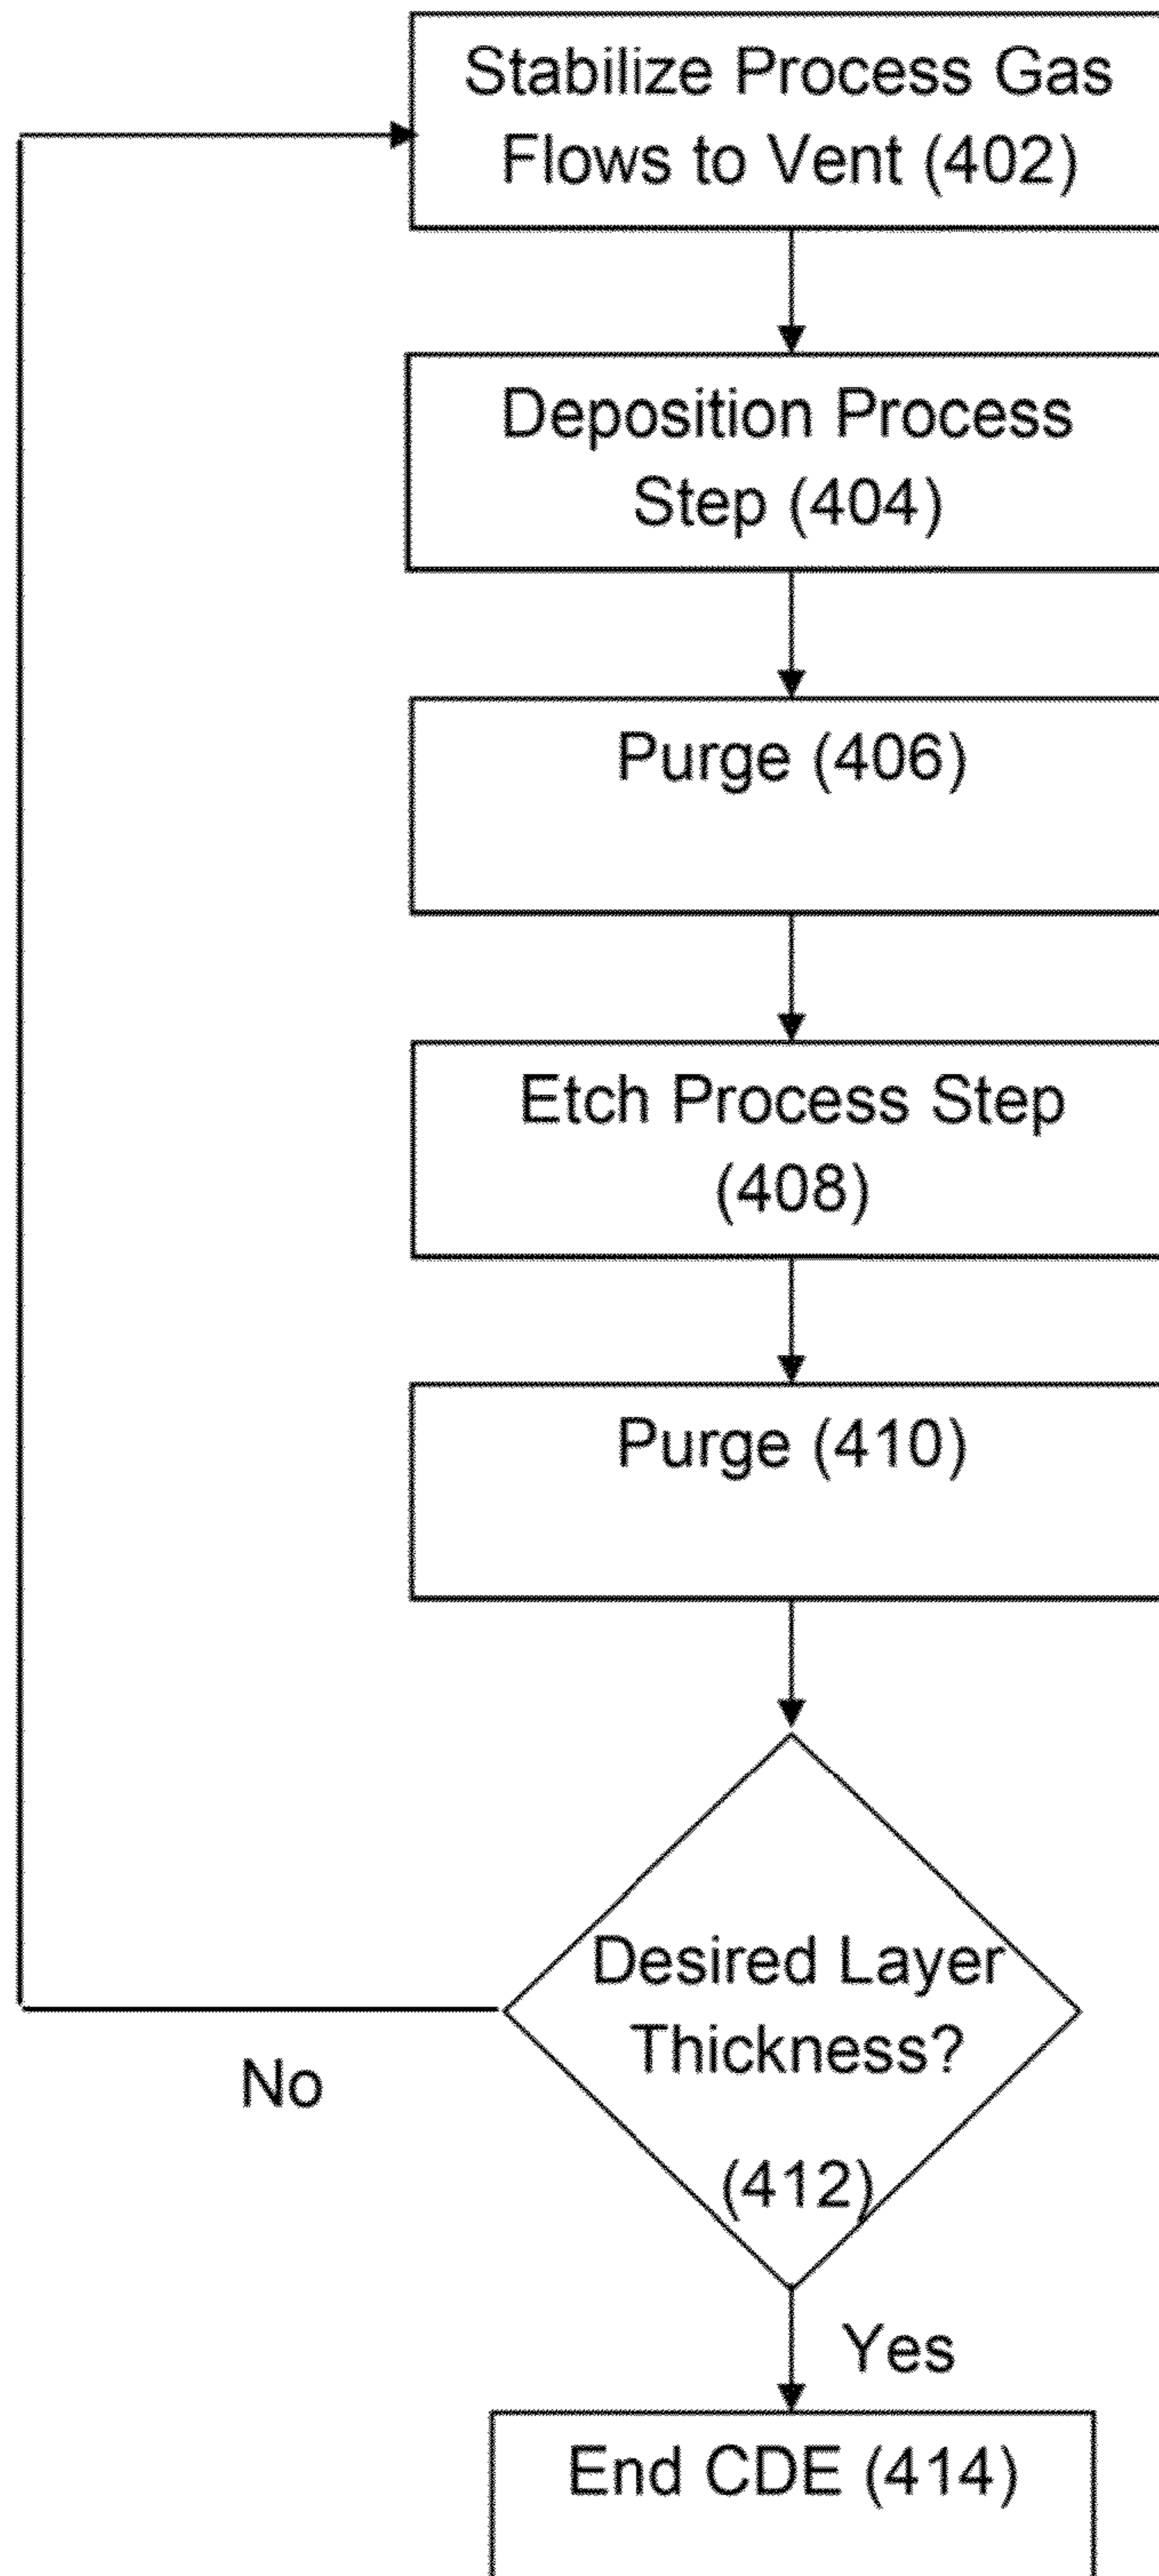 Stabilize Process Gas
Flows to Vent (402)
Deposition Process
Step (404)
Purge (406)
Etch Process Step
(408)
Purge (410)
Desired Layer
Thickness?
(412)
No
Yes
End CDE (414)